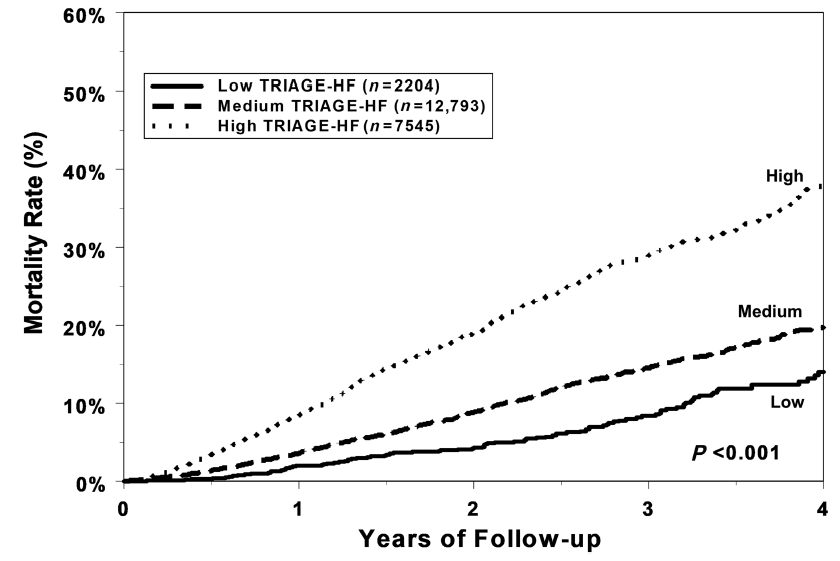 60%
50%
40%
30%
20%
10%
0%
Mortality Rate (%)
Low TRIAGE-HF (n=2204)
Medium TRIAGE-HF (n=12,793)
High TRIAGE-HF (n=7545)
High
Medium
Low
P <0.001
0 1 2 3 4
Years of Follow-up